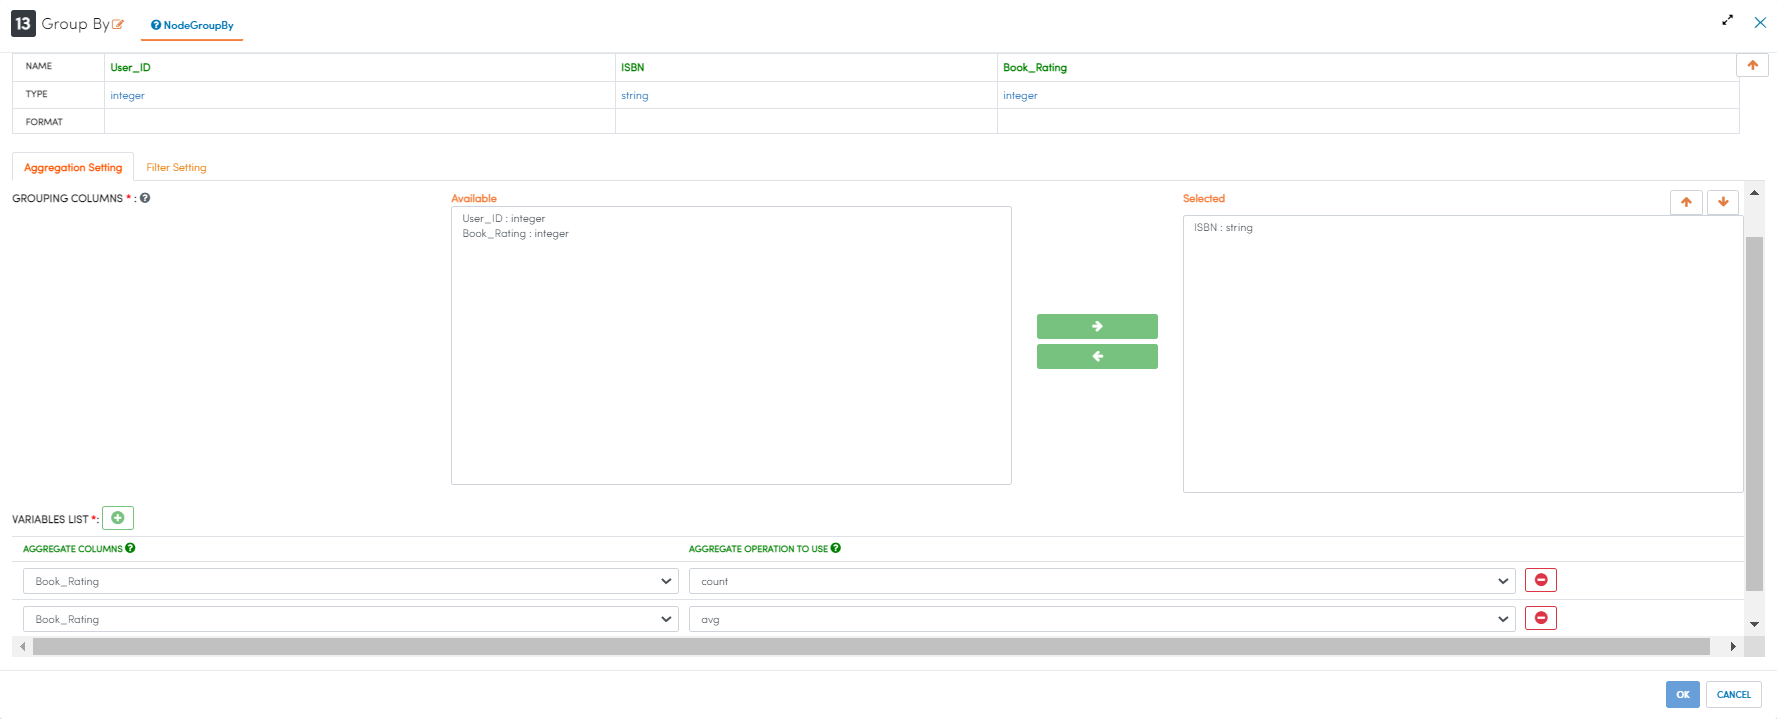 13 Group By NodeGroupBy
NAME User_ID ISBN Book_Rating
TYPE integer string integer
FORMAT
Aggregation Setting Filter Setting
GROUPING COLUMNS * :
Available
User_ID : integer
Book_Rating : integer
Selected
ISBN : string
VARIABLES LIST *:
AGGREGATE COLUMNS AGGREGATE OPERATION TO USE
Book_Rating count
Book_Rating avg
OK CANCEL